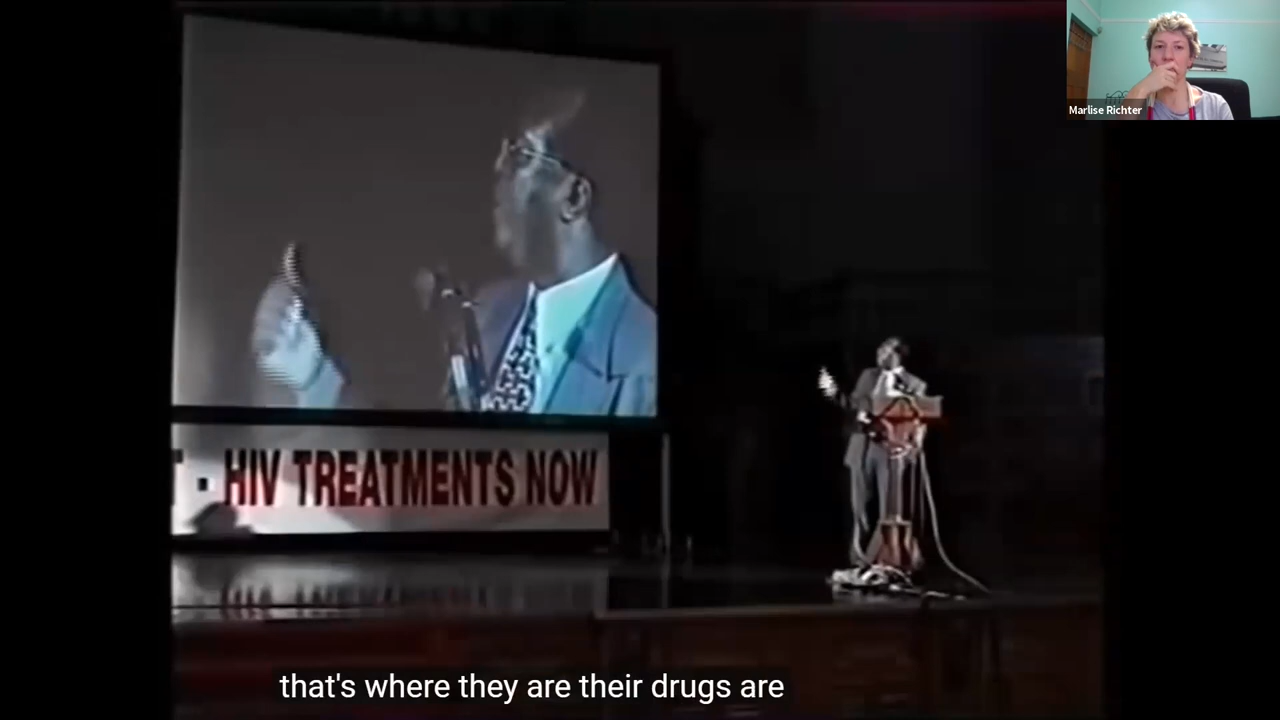 Marlise Richter
T - HIV TREATMENTS NOW
that's where they are their drugs are